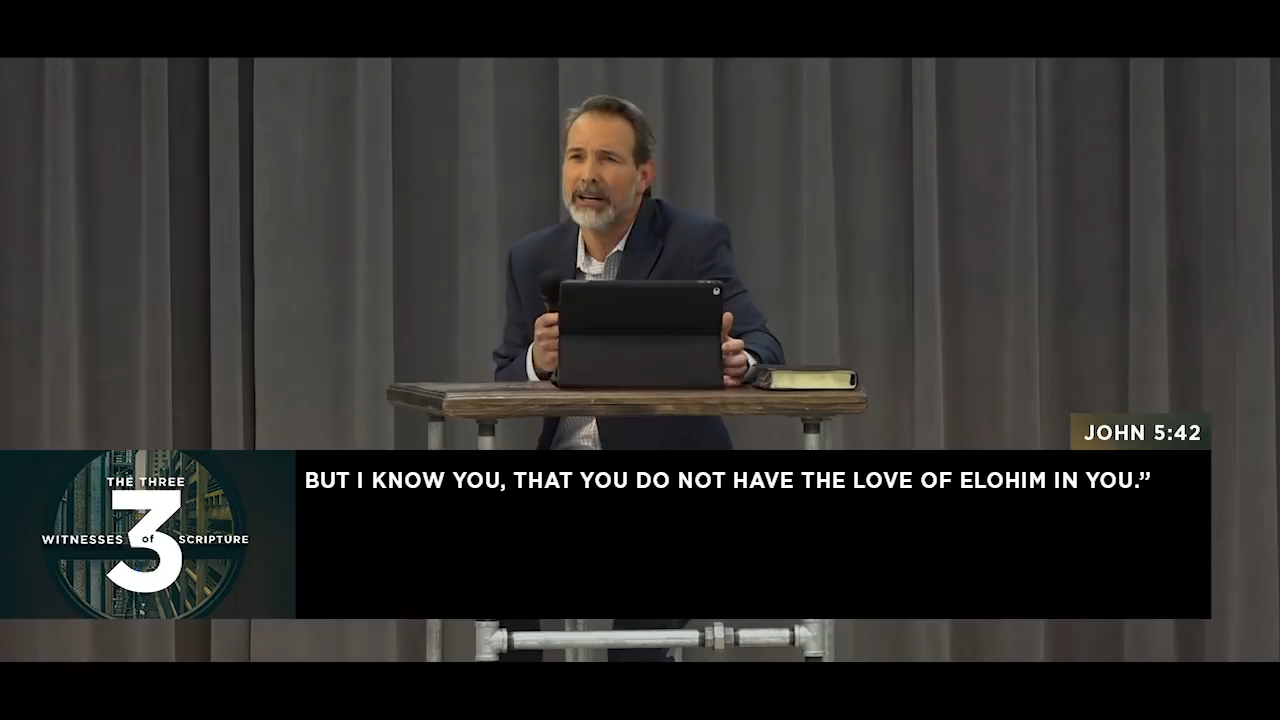 JOHN 5:42
BUT I KNOW YOU, THAT YOU DO NOT HAVE THE LOVE OF ELOHIM IN YOU.”
THE THREE
3
WITNESSES of SCRIPTURE